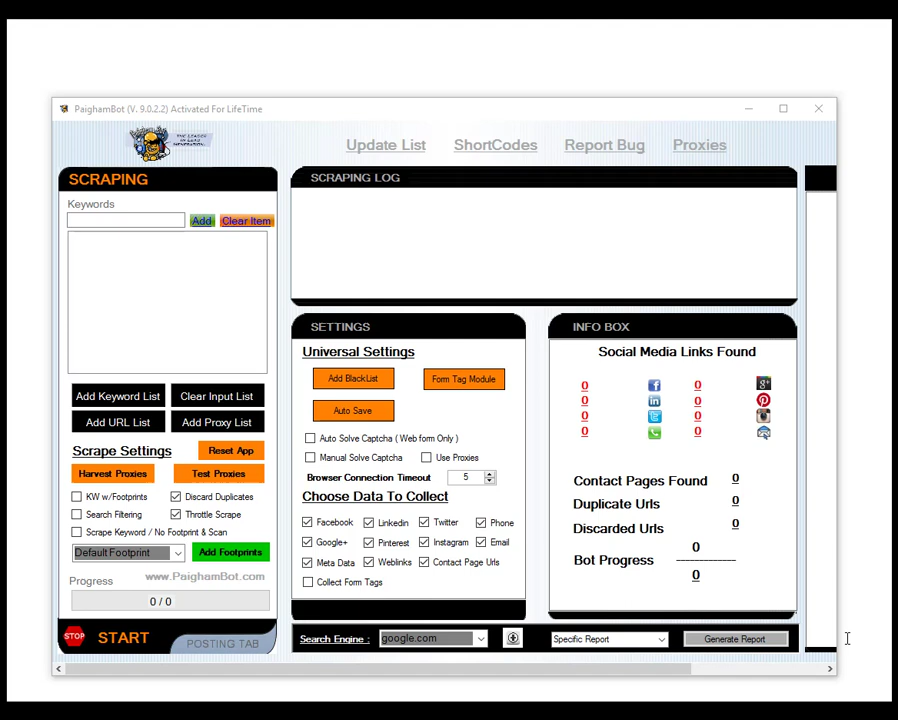 PaighamBot (V. 9.0.2.2) Activated For LifeTime
THE LEADER
IN LEAD
GENERATION.
Update List
ShortCodes
Report Bug
Proxies
SCRAPING
Keywords
Add
Clear Item
Add Keyword List
Clear Input List
Add URL List
Add Proxy List
Scrape Settings
Reset App
Harvest Proxies
Test Proxies
KW w/Footprints
Discard Duplicates
Search Filtering
Throttle Scrape
Scrape Keyword / No Footprint & Scan
Default Footprint
Add Footprints
www.PaighamBot.com
Progress
0 / 0
STOP
START
POSTING TAB
SCRAPING LOG
SETTINGS
Universal Settings
Add BlackList
Form Tag Module
Auto Save
Auto Solve Captcha ( Web form Only )
Manual Solve Captcha
Use Proxies
Browser Connection Timeout
5
Choose Data To Collect
Facebook
Linkedin
Twitter
Phone
Google+
Pinterest
Instagram
Email
Meta Data
Weblinks
Contact Page Urls
Collect Form Tags
INFO BOX
Social Media Links Found
0 0
0 0
0 0
0 0
Contact Pages Found 0
Duplicate Urls 0
Discarded Urls 0
0
Bot Progress ------------
0
Search Engine :
google.com
Specific Report
Generate Report